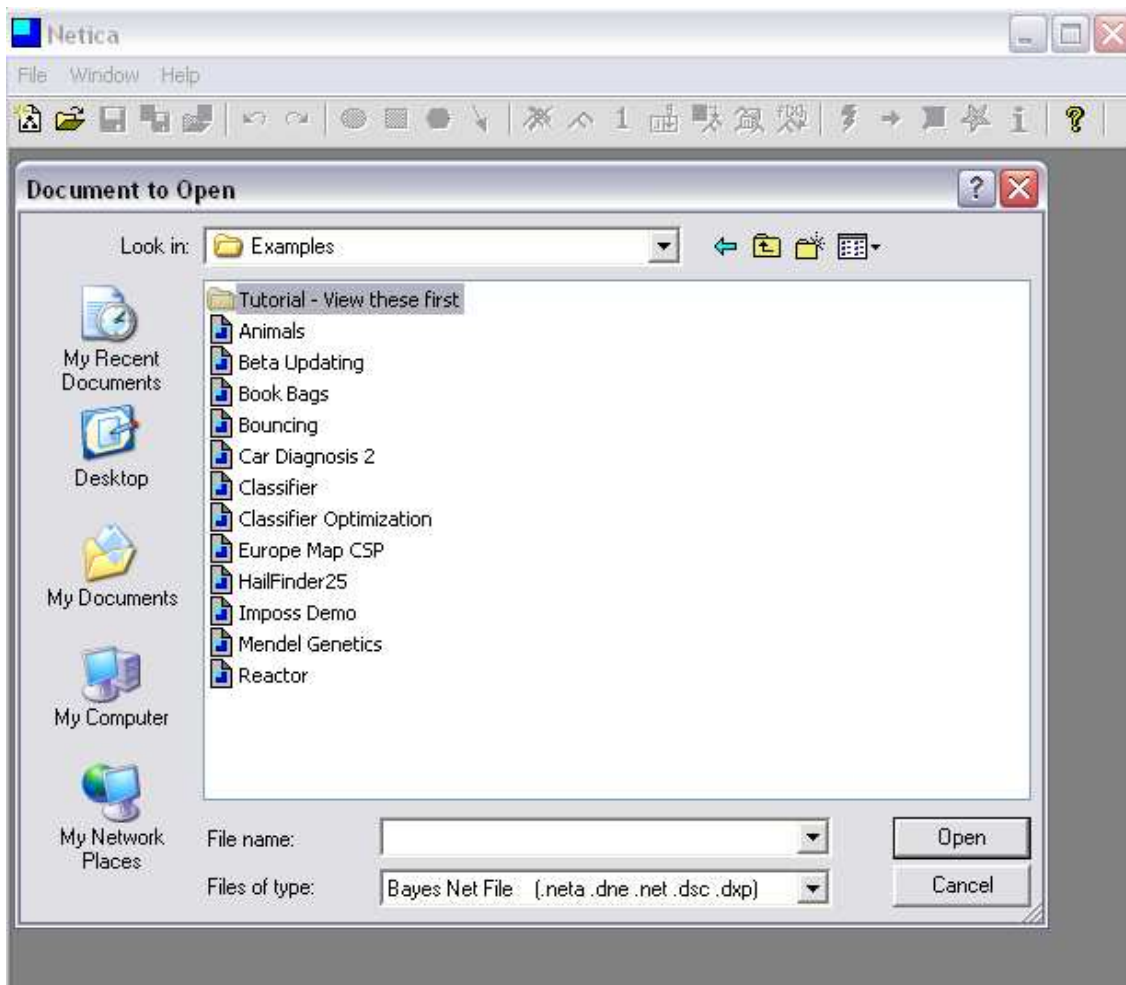 Netica
File Window Help
1
?
Document to Open
?
Look in: Examples
Tutorial - View these first
Animals
Beta Updating
Book Bags
Bouncing
Car Diagnosis 2
Classifier
Classifier Optimization
Europe Map CSP
HailFinder25
Imposs Demo
Mendel Genetics
Reactor
My Recent
Documents
Desktop
My Documents
My Computer
My Network
Places
File name:
Open
Files of type: Bayes Net File (.neta .dne .net .dsc .dxp)
Cancel